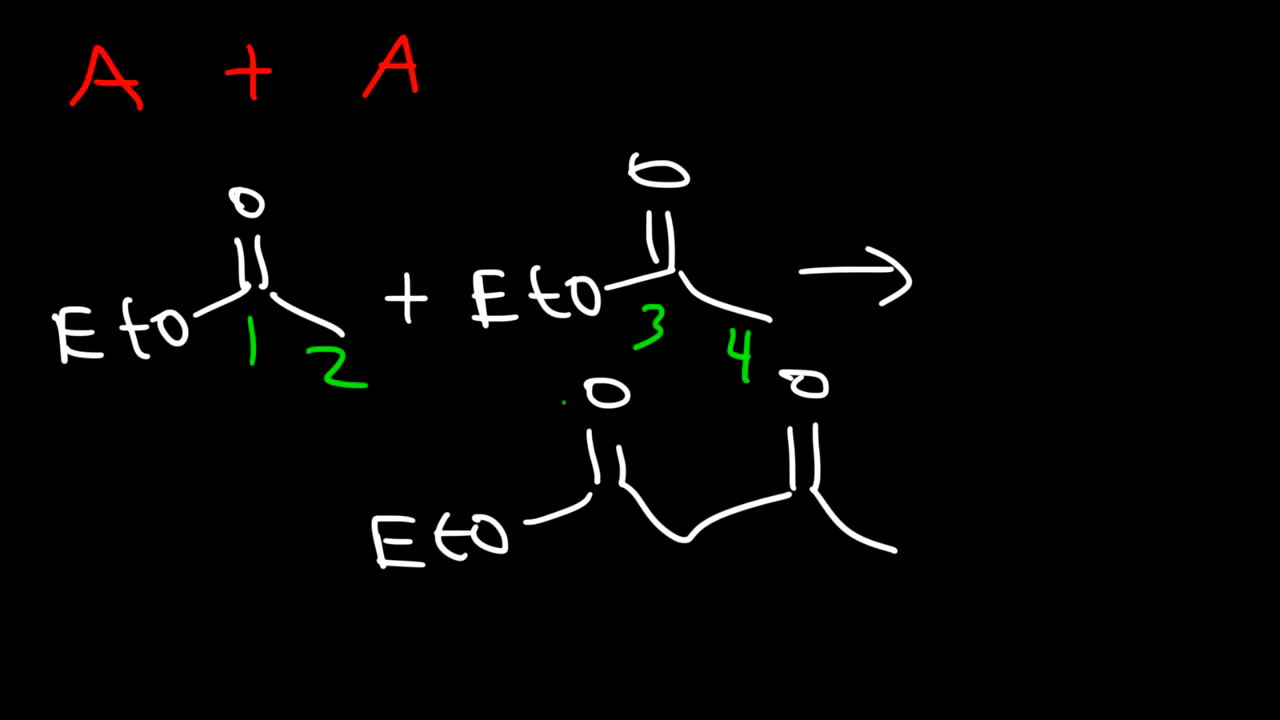 A + A
O
O
EtO + EtO →
1 2 3 4
O O
EtO